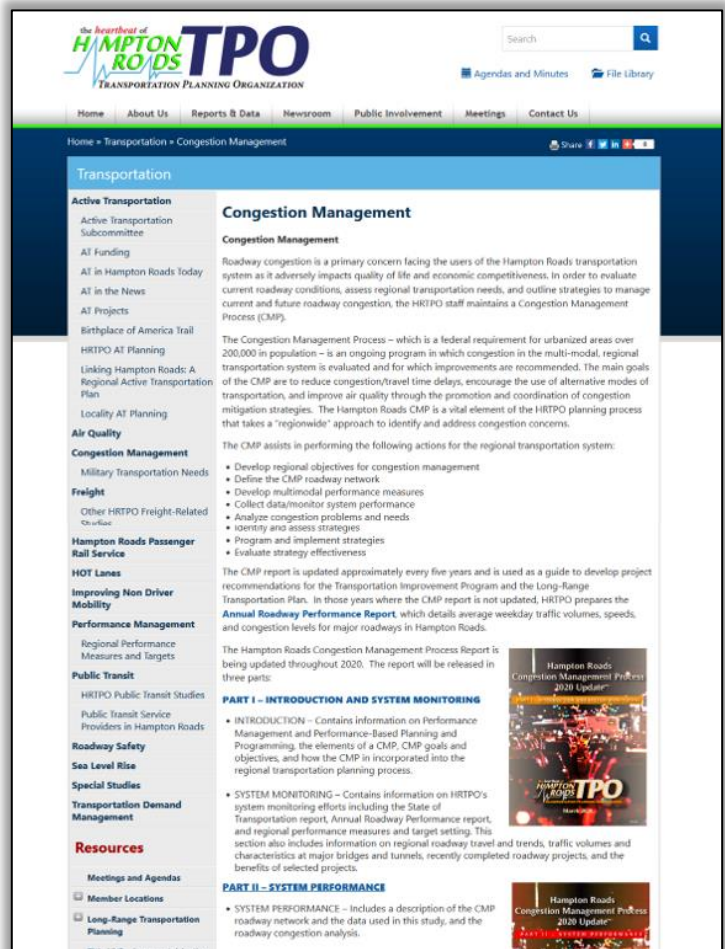 the heartbeat of
HAMPTON
ROADS
TPO
TRANSPORTATION PLANNING ORGANIZATION
Search
Agendas and Minutes
File Library
Home
About Us
Reports & Data
Newsroom
Public Involvement
Meetings
Contact Us
Home » Transportation » Congestion Management
Share
Transportation
Active Transportation
Active Transportation
Subcommittee
AT Funding
AT in Hampton Roads Today
AT in the News
AT Projects
Birthplace of America Trail
HRTPO AT Planning
Linking Hampton Roads: A
Regional Active Transportation
Plan
Locality AT Planning
Air Quality
Congestion Management
Military Transportation Needs
Freight
Other HRTPO Freight-Related
Studies
Hampton Roads Passenger
Rail Service
HOT Lanes
Improving Non Driver
Mobility
Performance Management
Regional Performance
Measures and Targets
Public Transit
HRTPO Public Transit Studies
Public Transit Service
Providers in Hampton Roads
Roadway Safety
Sea Level Rise
Special Studies
Transportation Demand
Management
Resources
Meetings and Agendas
Member Locations
Long-Range Transportation
Planning
Congestion Management
Congestion Management
Roadway congestion is a primary concern facing the users of the Hampton Roads transportation
system as it adversely impacts quality of life and economic competitiveness. In order to evaluate
current roadway conditions, assess regional transportation needs, and outline strategies to manage
current and future roadway congestion, the HRTPO staff maintains a Congestion Management
Process (CMP).
The Congestion Management Process – which is a federal requirement for urbanized areas over
200,000 in population – is an ongoing program in which congestion in the multi-modal, regional
transportation system is evaluated and for which improvements are recommended. The main goals
of the CMP are to reduce congestion/travel time delays, encourage the use of alternative modes of
transportation, and improve air quality through the promotion and coordination of congestion
mitigation strategies. The Hampton Roads CMP is a vital element of the HRTPO planning process
that takes a "regionwide" approach to identify and address congestion concerns.
The CMP assists in performing the following actions for the regional transportation system:
• Develop regional objectives for congestion management
• Define the CMP roadway network
• Develop multimodal performance measures
• Collect data/monitor system performance
• Analyze congestion problems and needs
• Identify and assess strategies
• Program and implement strategies
• Evaluate strategy effectiveness
The CMP report is updated approximately every five years and is used as a guide to develop project
recommendations for the Transportation Improvement Program and the Long-Range
Transportation Plan. In those years where the CMP report is not updated, HRTPO prepares the
Annual Roadway Performance Report, which details average weekday traffic volumes, speeds,
and congestion levels for major roadways in Hampton Roads.
The Hampton Roads Congestion Management Process Report is
being updated throughout 2020. The report will be released in
three parts:
PART I – INTRODUCTION AND SYSTEM MONITORING
• INTRODUCTION – Contains information on Performance
Management and Performance-Based Planning and
Programming, the elements of a CMP, CMP goals and
objectives, and how the CMP in incorporated into the
regional transportation planning process.
• SYSTEM MONITORING – Contains information on HRTPO's
system monitoring efforts including the State of
Transportation report, Annual Roadway Performance report,
and regional performance measures and target setting. This
section also includes information on regional roadway travel and trends, traffic volumes and
characteristics at major bridges and tunnels, recently completed roadway projects, and the
benefits of selected projects.
PART II – SYSTEM PERFORMANCE
• SYSTEM PERFORMANCE – Includes a description of the CMP
roadway network and the data used in this study, and the
roadway congestion analysis.
Hampton Roads
Congestion Management Process
2020 Update
HAMPTON
ROADS
TPO
March 2020
Hampton Roads
Congestion Management Process
2020 Update
PART II – SYSTEM PERFORMANCE